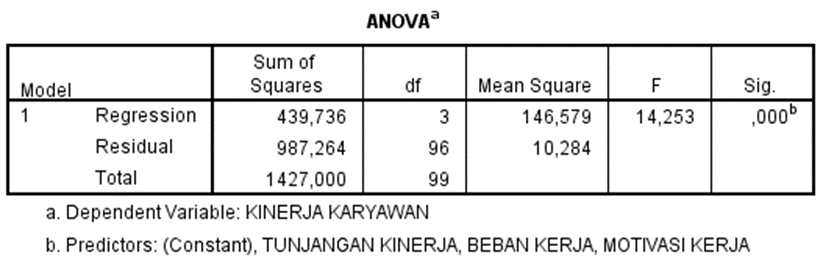 ANOVAa
Model Sum of Squares df Mean Square F Sig.
1 Regression 439,736 3 146,579 14,253 ,000b
Residual 987,264 96 10,284
Total 1427,000 99
a. Dependent Variable: KINERJA KARYAWAN
b. Predictors: (Constant), TUNJANGAN KINERJA, BEBAN KERJA, MOTIVASI KERJA